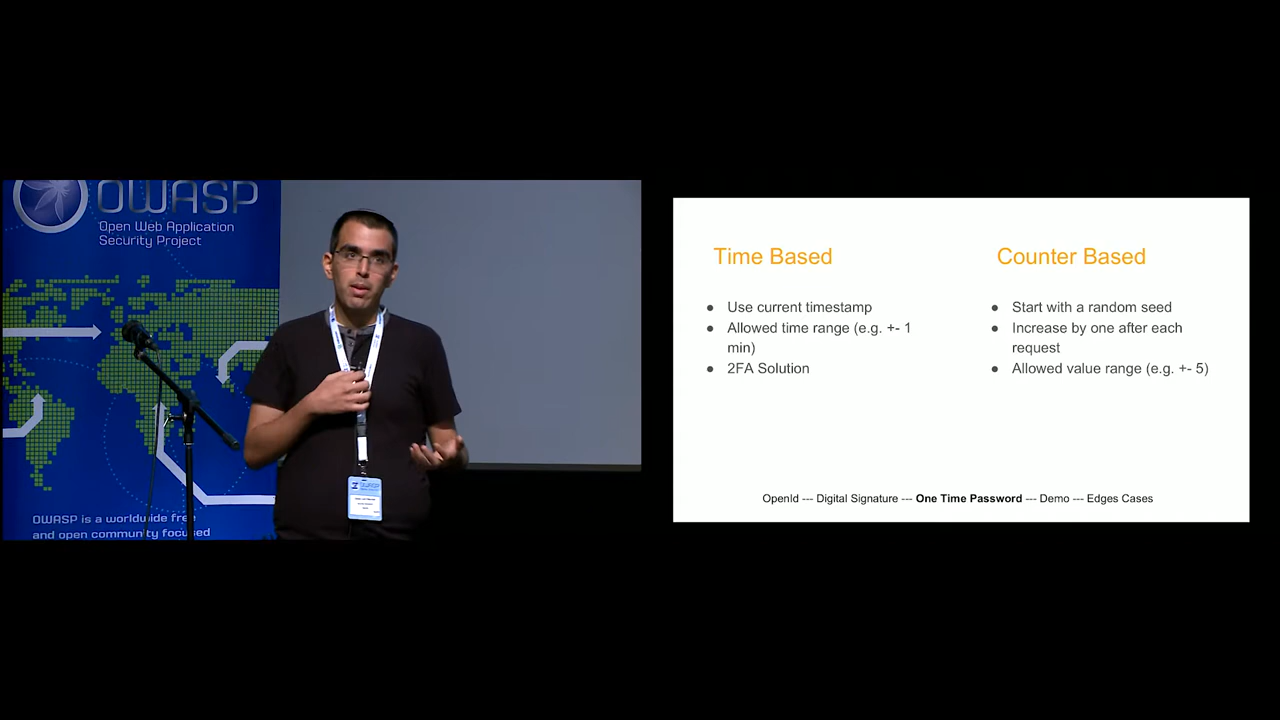 OWASP
Open Web Application
Security Project
OWASP is a worldwide free
and open community focused
OWASP
Time Based
● Use current timestamp
● Allowed time range (e.g. +- 1
min)
● 2FA Solution
Counter Based
● Start with a random seed
● Increase by one after each
request
● Allowed value range (e.g. +- 5)
OpenId --- Digital Signature --- One Time Password --- Demo --- Edges Cases